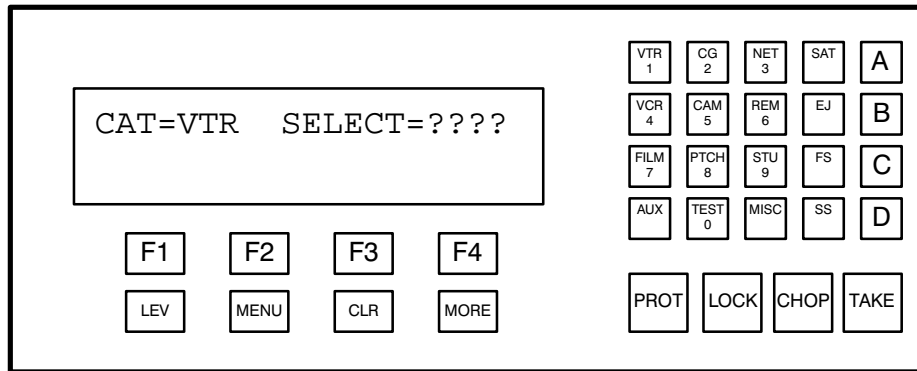 CAT=VTR SELECT=????
F1 F2 F3 F4
LEV MENU CLR MORE
VTR 1 CG 2 NET 3 SAT A
VCR 4 CAM 5 REM 6 EJ B
FILM 7 PTCH 8 STU 9 FS C
AUX TEST 0 MISC SS D
PROT LOCK CHOP TAKE